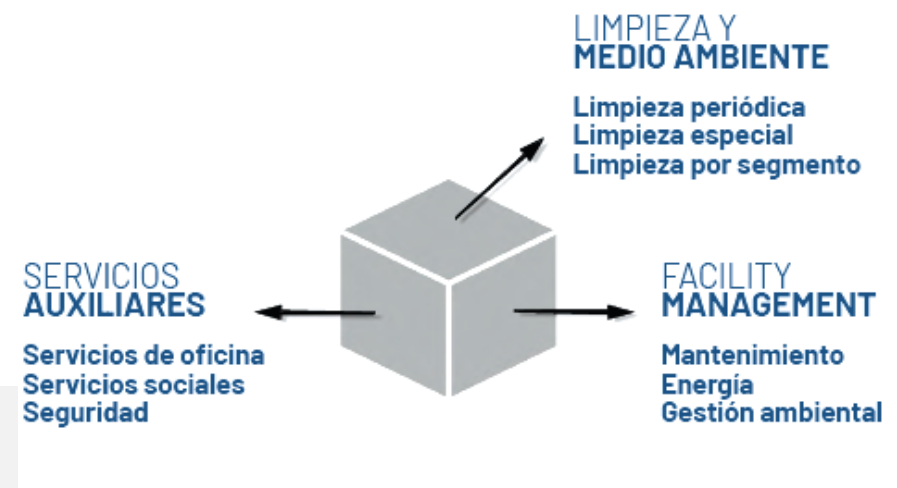 LIMPIEZA Y
MEDIO AMBIENTE
Limpieza periódica
Limpieza especial
Limpieza por segmento
SERVICIOS
AUXILIARES
Servicios de oficina
Servicios sociales
Seguridad
FACILITY
MANAGEMENT
Mantenimiento
Energía
Gestión ambiental